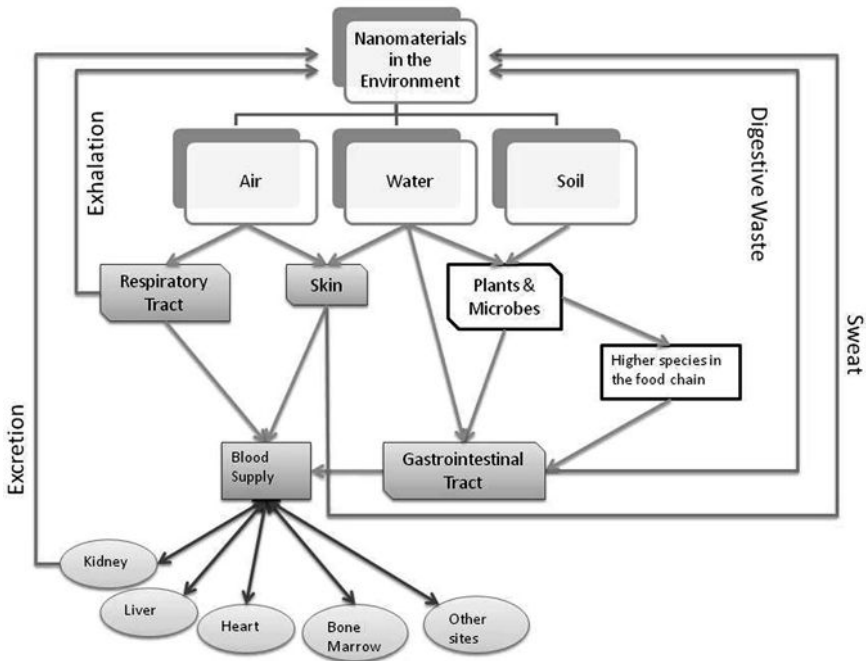 Nanomaterials
in the
Environment
Air
Water
Soil
Exhalation
Digestive Waste
Respiratory
Tract
Skin
Plants &
Microbes
Higher species in
the food chain
Sweat
Excretion
Blood
Supply
Gastrointestinal
Tract
Kidney
Liver
Heart
Bone
Marrow
Other
sites